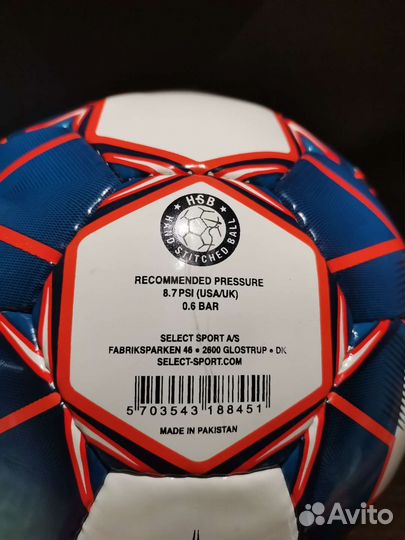 HSB
HAND STITCHED BALL
RECOMMENDED PRESSURE
8.7 PSI (USA/UK)
0.6 BAR
SELECT SPORT A/S
FABRIKSPARKEN 46 • 2600 GLOSTRUP • DK
SELECT-SPORT.COM
5 703543 188451
MADE IN PAKISTAN
Avito